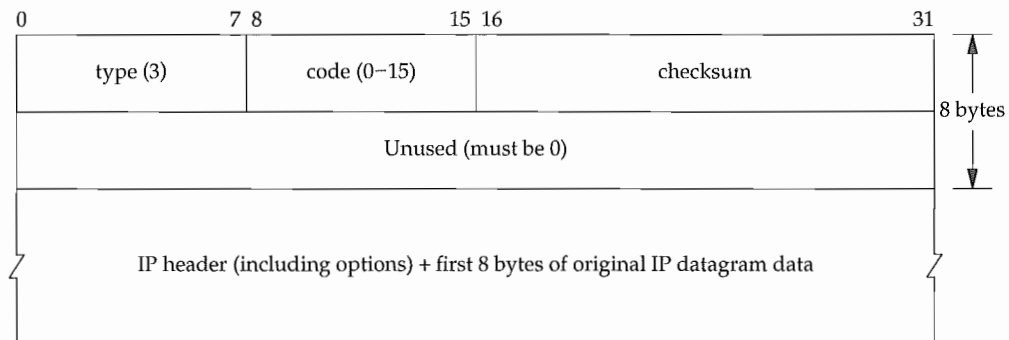 0 7 8 15 16 31
type (3) code (0−15) checksum
8 bytes
Unused (must be 0)
IP header (including options) + first 8 bytes of original IP datagram data